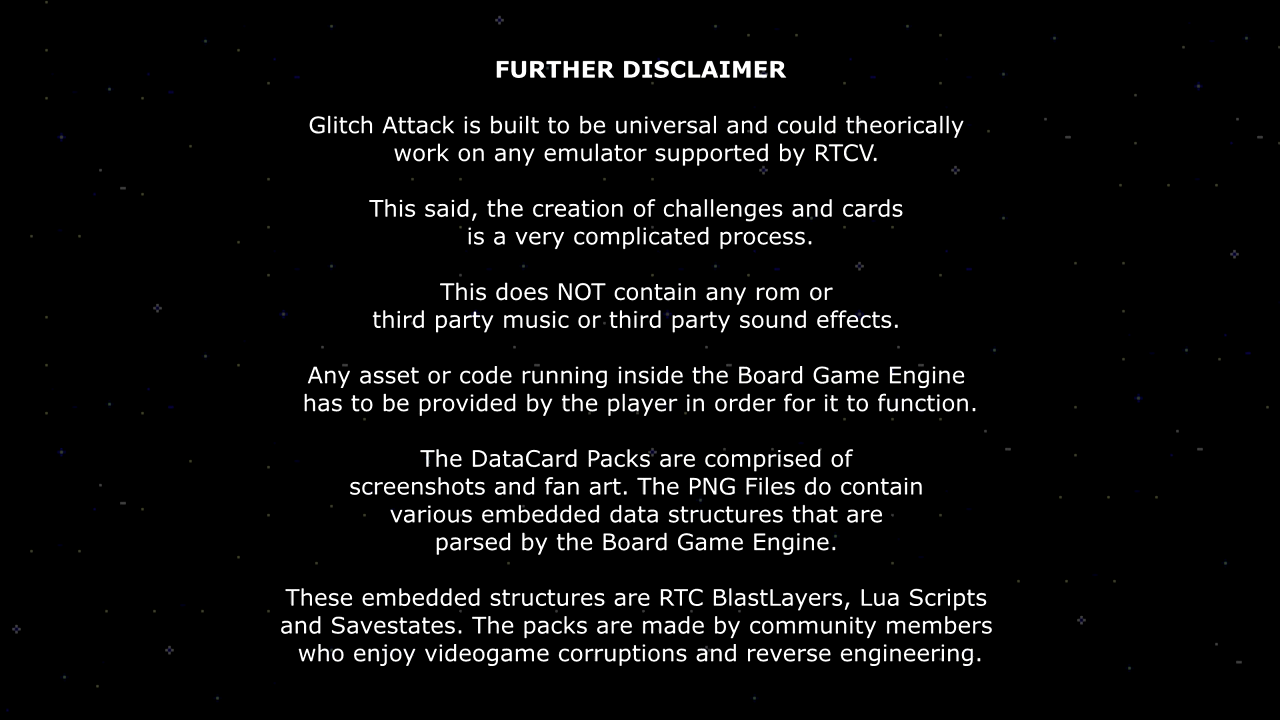 FURTHER DISCLAIMER
Glitch Attack is built to be universal and could theorically
work on any emulator supported by RTCV.
This said, the creation of challenges and cards
is a very complicated process.
This does NOT contain any rom or
third party music or third party sound effects.
Any asset or code running inside the Board Game Engine
has to be provided by the player in order for it to function.
The DataCard Packs are comprised of
screenshots and fan art. The PNG Files do contain
various embedded data structures that are
parsed by the Board Game Engine.
These embedded structures are RTC BlastLayers, Lua Scripts
and Savestates. The packs are made by community members
who enjoy videogame corruptions and reverse engineering.